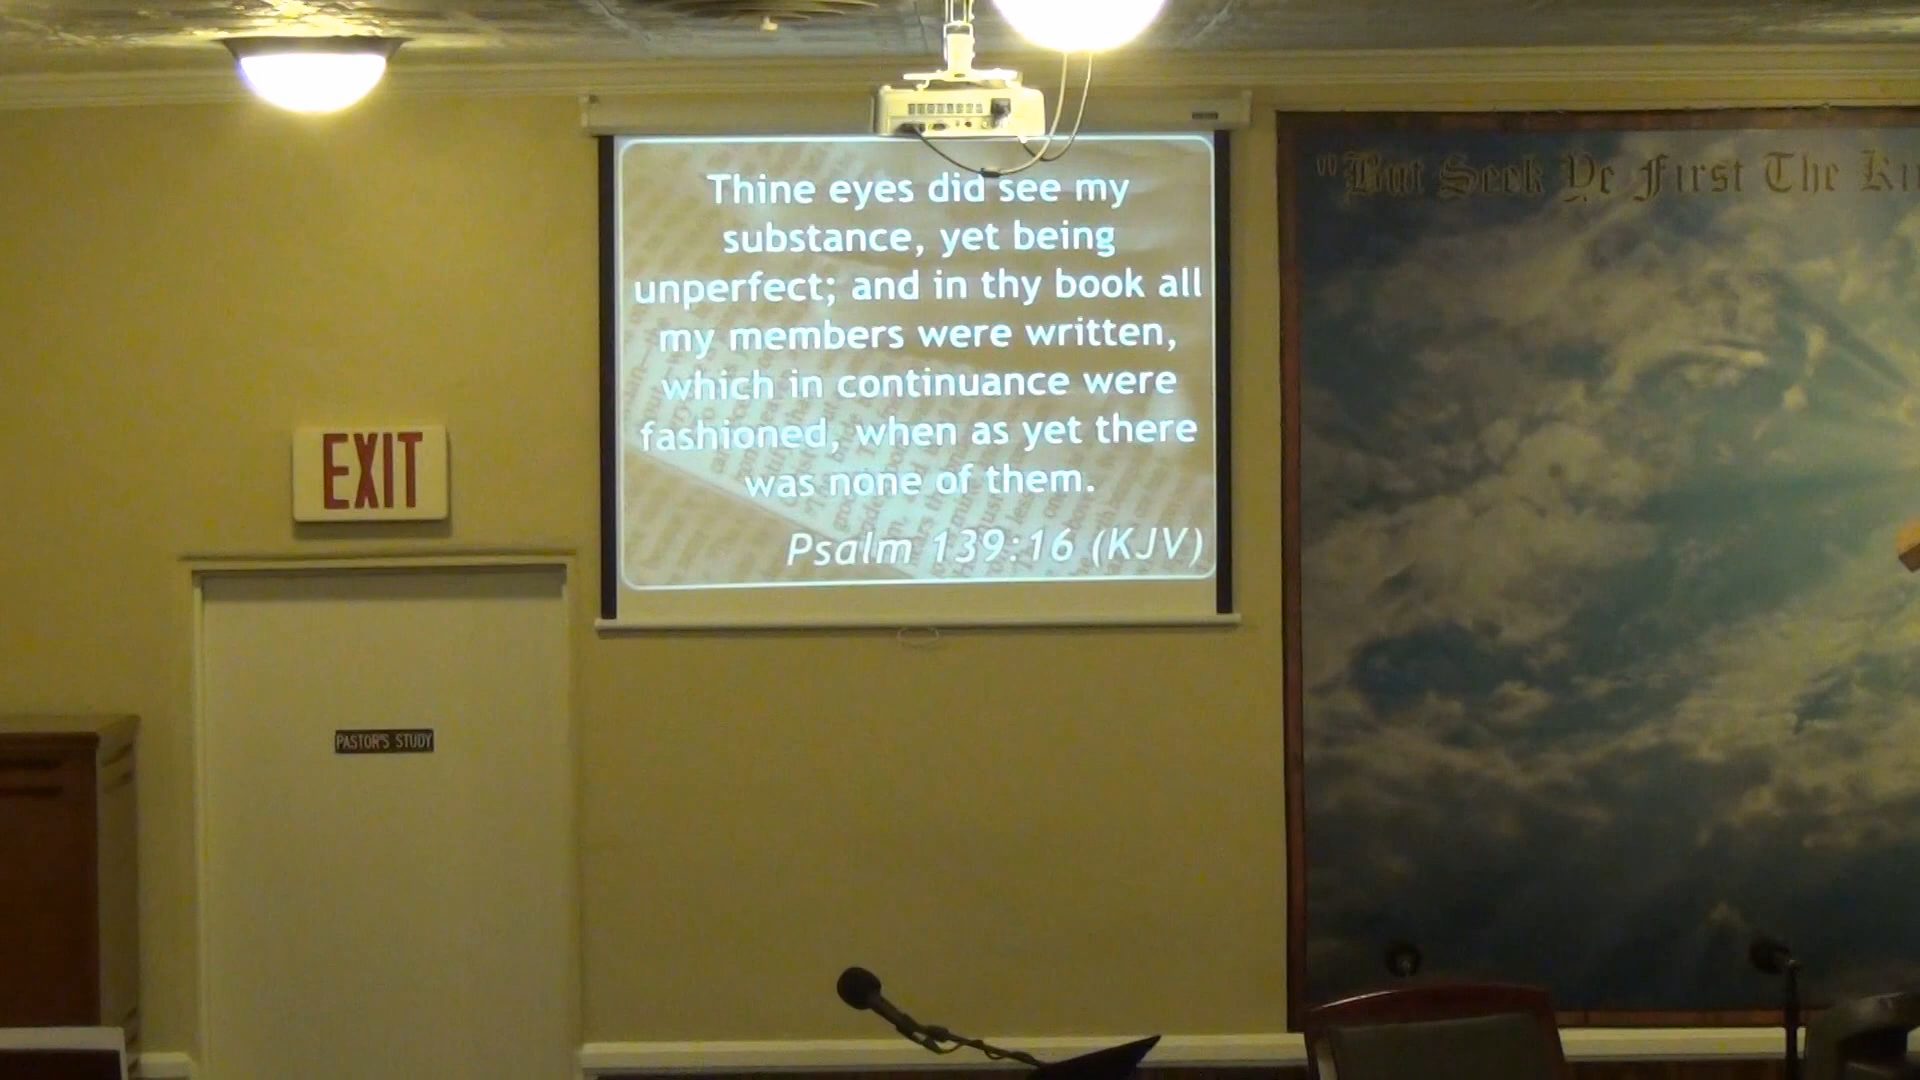 Thine eyes did see my
substance, yet being
unperfect; and in thy book all
my members were written,
which in continuance were
fashioned, when as yet there
was none of them.
Psalm 139:16 (KJV)
"But Seek Ye First The
EXIT
PASTOR'S STUDY